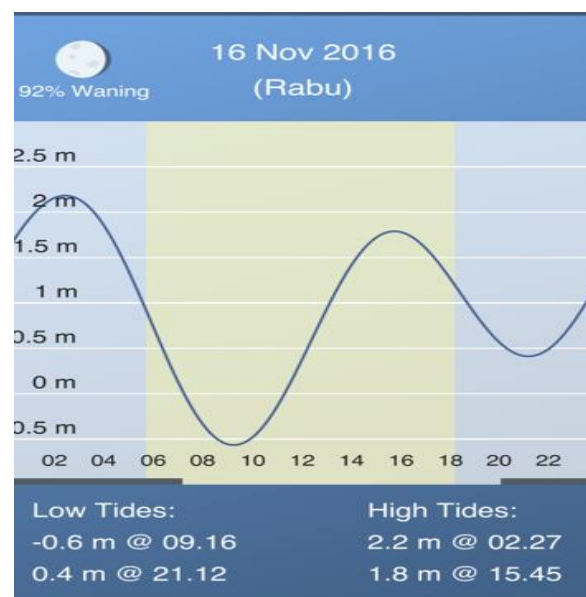 16 Nov 2016
92% Waning
(Rabu)
2.5 m
2 m
1.5 m
1 m
0.5 m
0 m
0.5 m
02 04 06 08 10 12 14 16 18 20 22
Low Tides:
High Tides:
-0.6 m @ 09.16
2.2 m @ 02.27
0.4 m @ 21.12
1.8 m @ 15.45